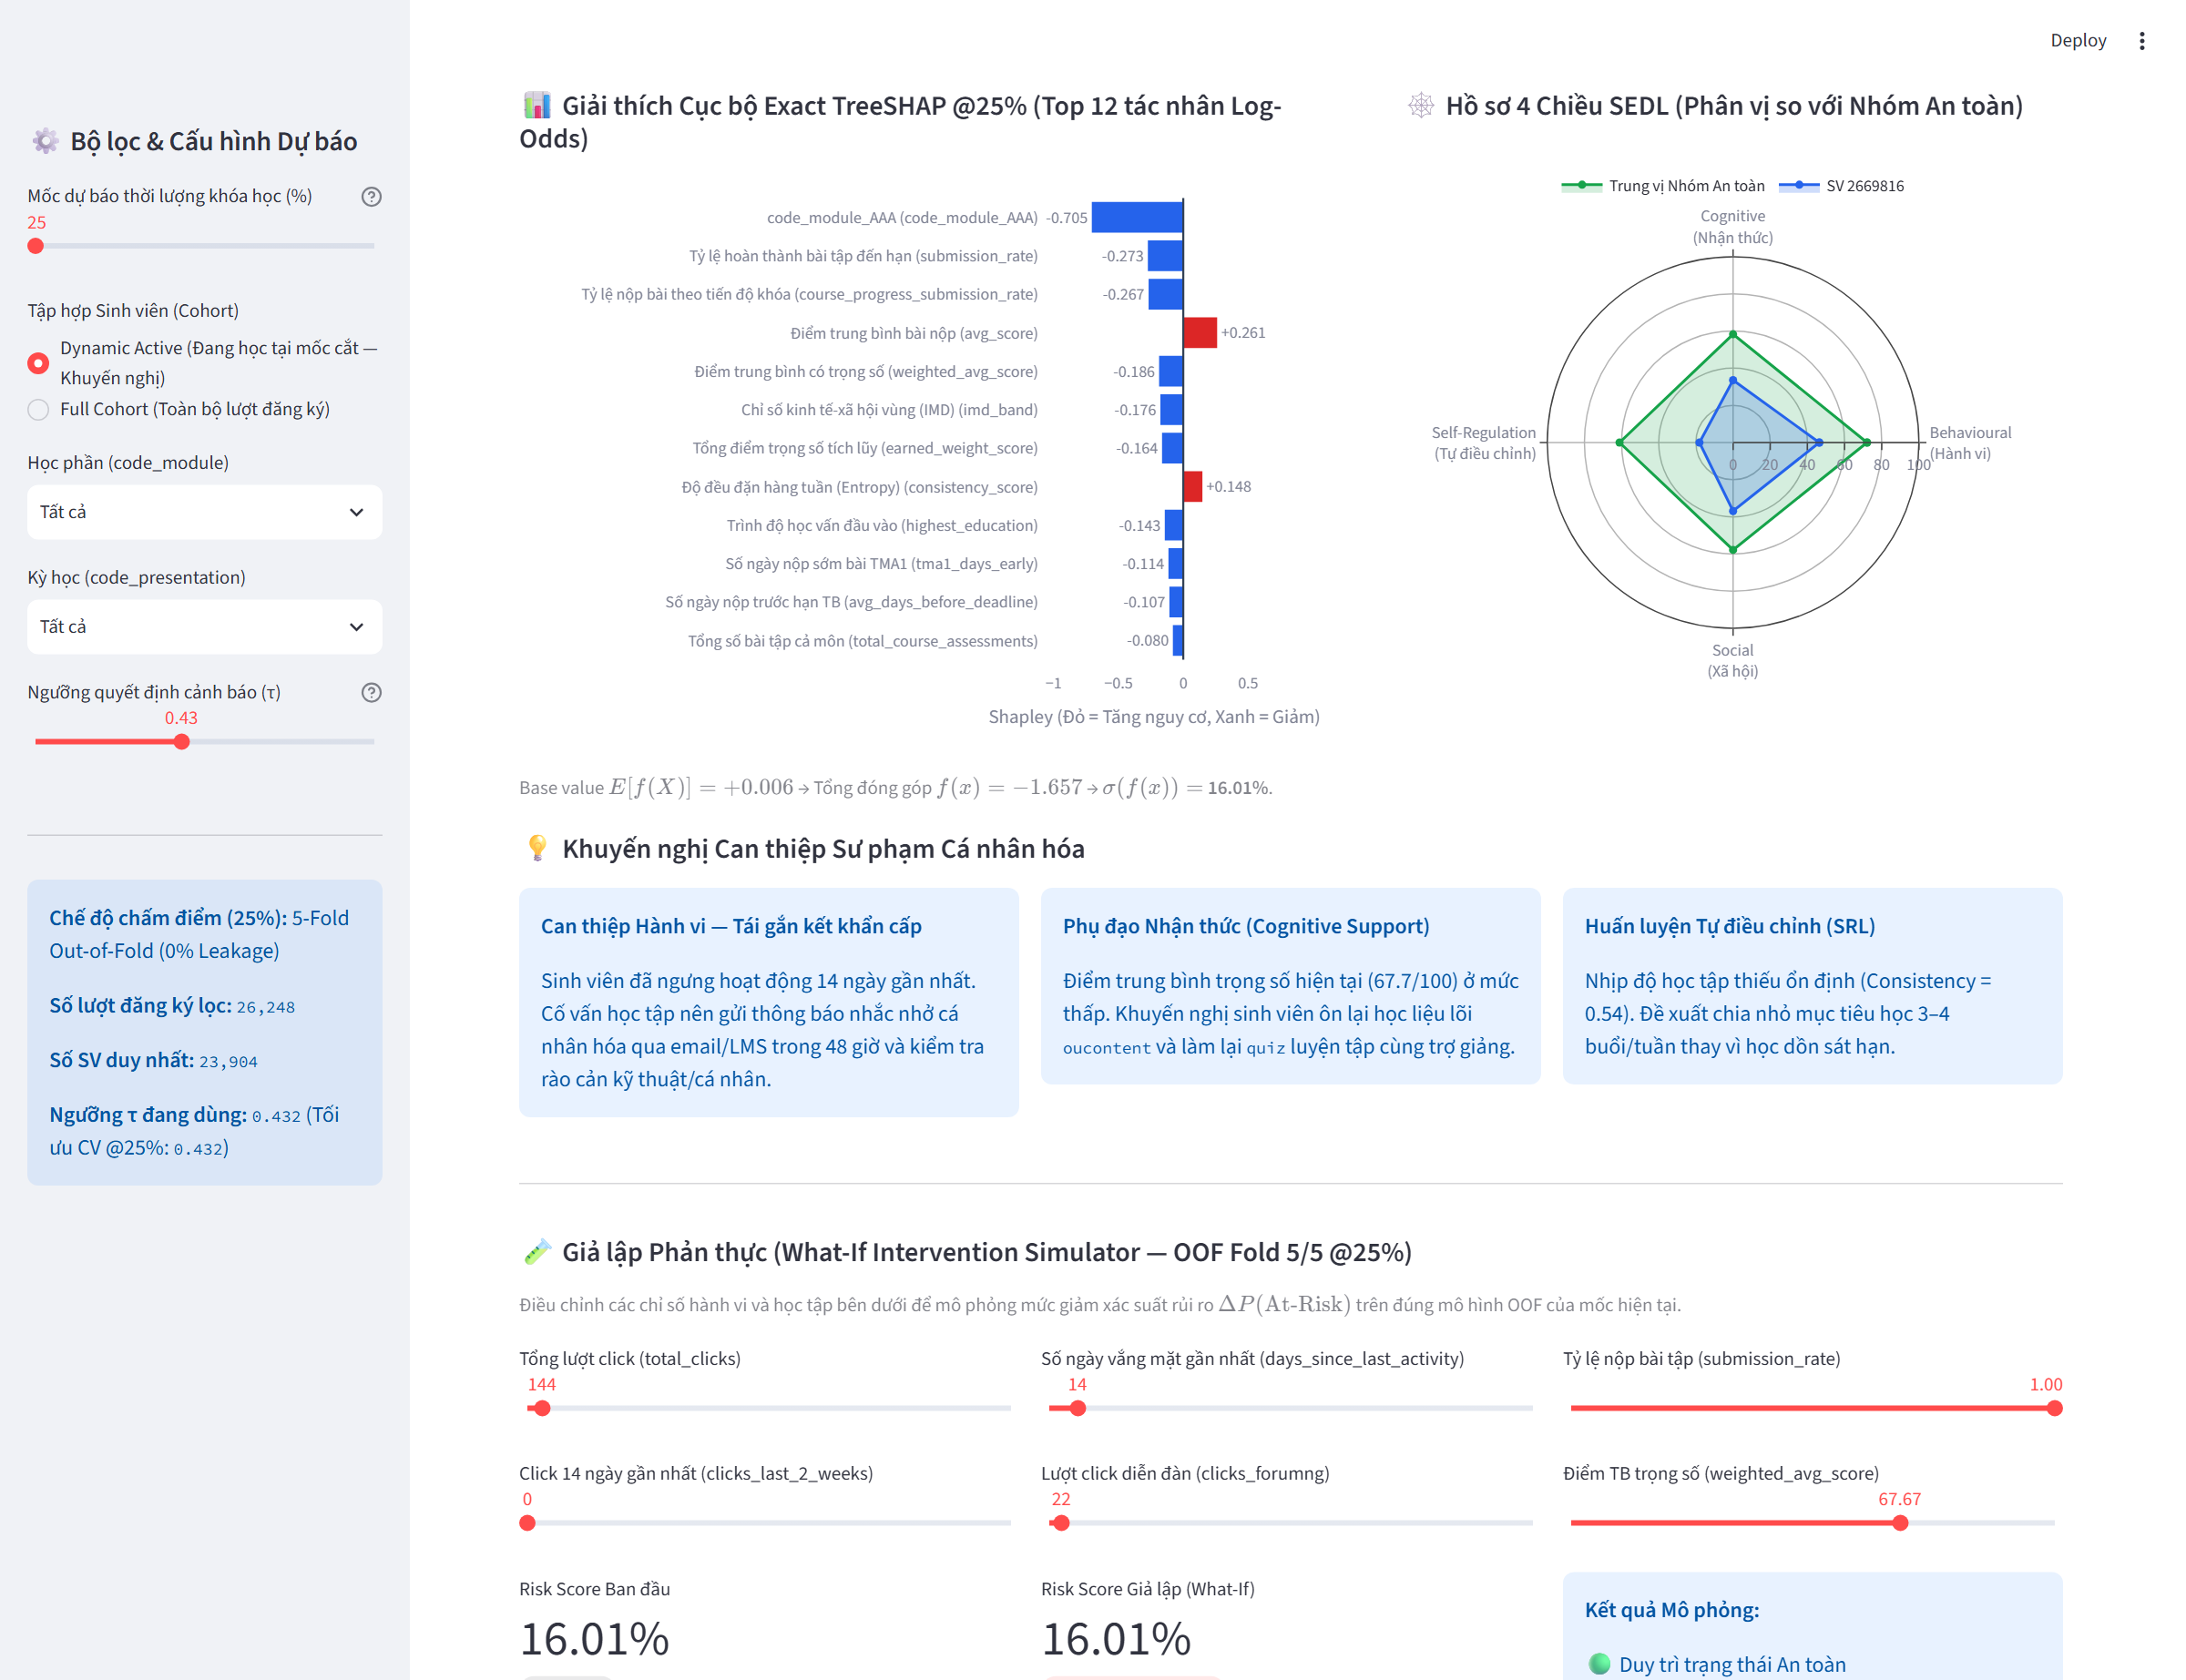 Deploy
Bộ lọc & Cấu hình Dự báo
Mốc dự báo thời lượng khóa học (%)
25
Tập hợp Sinh viên (Cohort)
Dynamic Active (Đang học tại mốc cắt —
Khuyến nghị)
Full Cohort (Toàn bộ lượt đăng ký)
Học phần (code_module)
Tất cả
Kỳ học (code_presentation)
Tất cả
Ngưỡng quyết định cảnh báo (τ)
0.43
Chế độ chấm điểm (25%): 5-Fold
Out-of-Fold (0% Leakage)
Số lượt đăng ký lọc: 26,248
Số SV duy nhất: 23,904
Ngưỡng τ đang dùng: 0.432 (Tối
ưu CV @25%: 0.432)
Giải thích Cục bộ Exact TreeSHAP @25% (Top 12 tác nhân Log-
Odds)
code_module_AAA (code_module_AAA) -0.705
Tỷ lệ hoàn thành bài tập đến hạn (submission_rate) -0.273
Tỷ lệ nộp bài theo tiến độ khóa (course_progress_submission_rate) -0.267
Điểm trung bình bài nộp (avg_score) +0.261
Điểm trung bình có trọng số (weighted_avg_score) -0.186
Chỉ số kinh tế-xã hội vùng (IMD) (imd_band) -0.176
Tổng điểm trọng số tích lũy (earned_weight_score) -0.164
Độ đều đặn hàng tuần (Entropy) (consistency_score) +0.148
Trình độ học vấn đầu vào (highest_education) -0.143
Số ngày nộp sớm bài TMA1 (tma1_days_early) -0.114
Số ngày nộp trước hạn TB (avg_days_before_deadline) -0.107
Tổng số bài tập cả môn (total_course_assessments) -0.080
−1 −0.5 0 0.5
Shapley (Đỏ = Tăng nguy cơ, Xanh = Giảm)
Hồ sơ 4 Chiều SEDL (Phân vị so với Nhóm An toàn)
Trung vị Nhóm An toàn SV 2669816
Cognitive
(Nhận thức)
Self-Regulation
(Tự điều chỉnh)
Behavioural
(Hành vi)
0 20 40 60 80 100
Social
(Xã hội)
Base value E[f(X)] = +0.006 → Tổng đóng góp f(x) = −1.657 → σ(f(x)) = 16.01%.
Khuyến nghị Can thiệp Sư phạm Cá nhân hóa
Can thiệp Hành vi — Tái gắn kết khẩn cấp
Sinh viên đã ngưng hoạt động 14 ngày gần nhất.
Cố vấn học tập nên gửi thông báo nhắc nhở cá
nhân hóa qua email/LMS trong 48 giờ và kiểm tra
rào cản kỹ thuật/cá nhân.
Phụ đạo Nhận thức (Cognitive Support)
Điểm trung bình trọng số hiện tại (67.7/100) ở mức
thấp. Khuyến nghị sinh viên ôn lại học liệu lõi
oucontent và làm lại quiz luyện tập cùng trợ giảng.
Huấn luyện Tự điều chỉnh (SRL)
Nhịp độ học tập thiếu ổn định (Consistency =
0.54). Đề xuất chia nhỏ mục tiêu học 3–4
buổi/tuần thay vì học dồn sát hạn.
Giả lập Phản thực (What-If Intervention Simulator — OOF Fold 5/5 @25%)
Điều chỉnh các chỉ số hành vi và học tập bên dưới để mô phỏng mức giảm xác suất rủi ro ΔP(At-Risk) trên đúng mô hình OOF của mốc hiện tại.
Tổng lượt click (total_clicks)
144
Số ngày vắng mặt gần nhất (days_since_last_activity)
14
Tỷ lệ nộp bài tập (submission_rate)
1.00
Click 14 ngày gần nhất (clicks_last_2_weeks)
0
Lượt click diễn đàn (clicks_forumng)
22
Điểm TB trọng số (weighted_avg_score)
67.67
Risk Score Ban đầu
16.01%
Risk Score Giả lập (What-If)
16.01%
Kết quả Mô phỏng:
Duy trì trạng thái An toàn